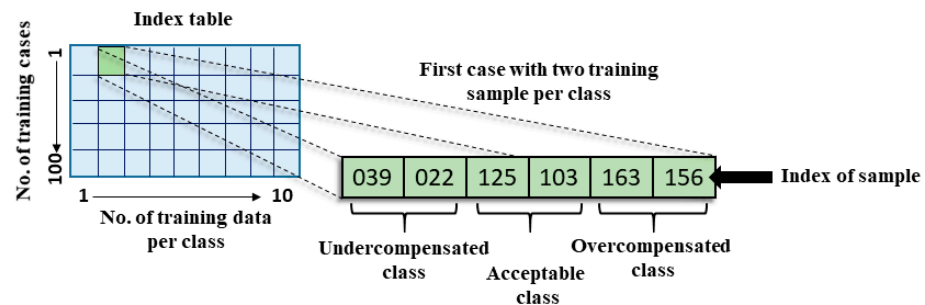 Index table
No. of training cases
1
100
1
10
No. of training data
per class
First case with two training
sample per class
039 022 125 103 163 156
Index of sample
Undercompensated
class
Acceptable
class
Overcompensated
class